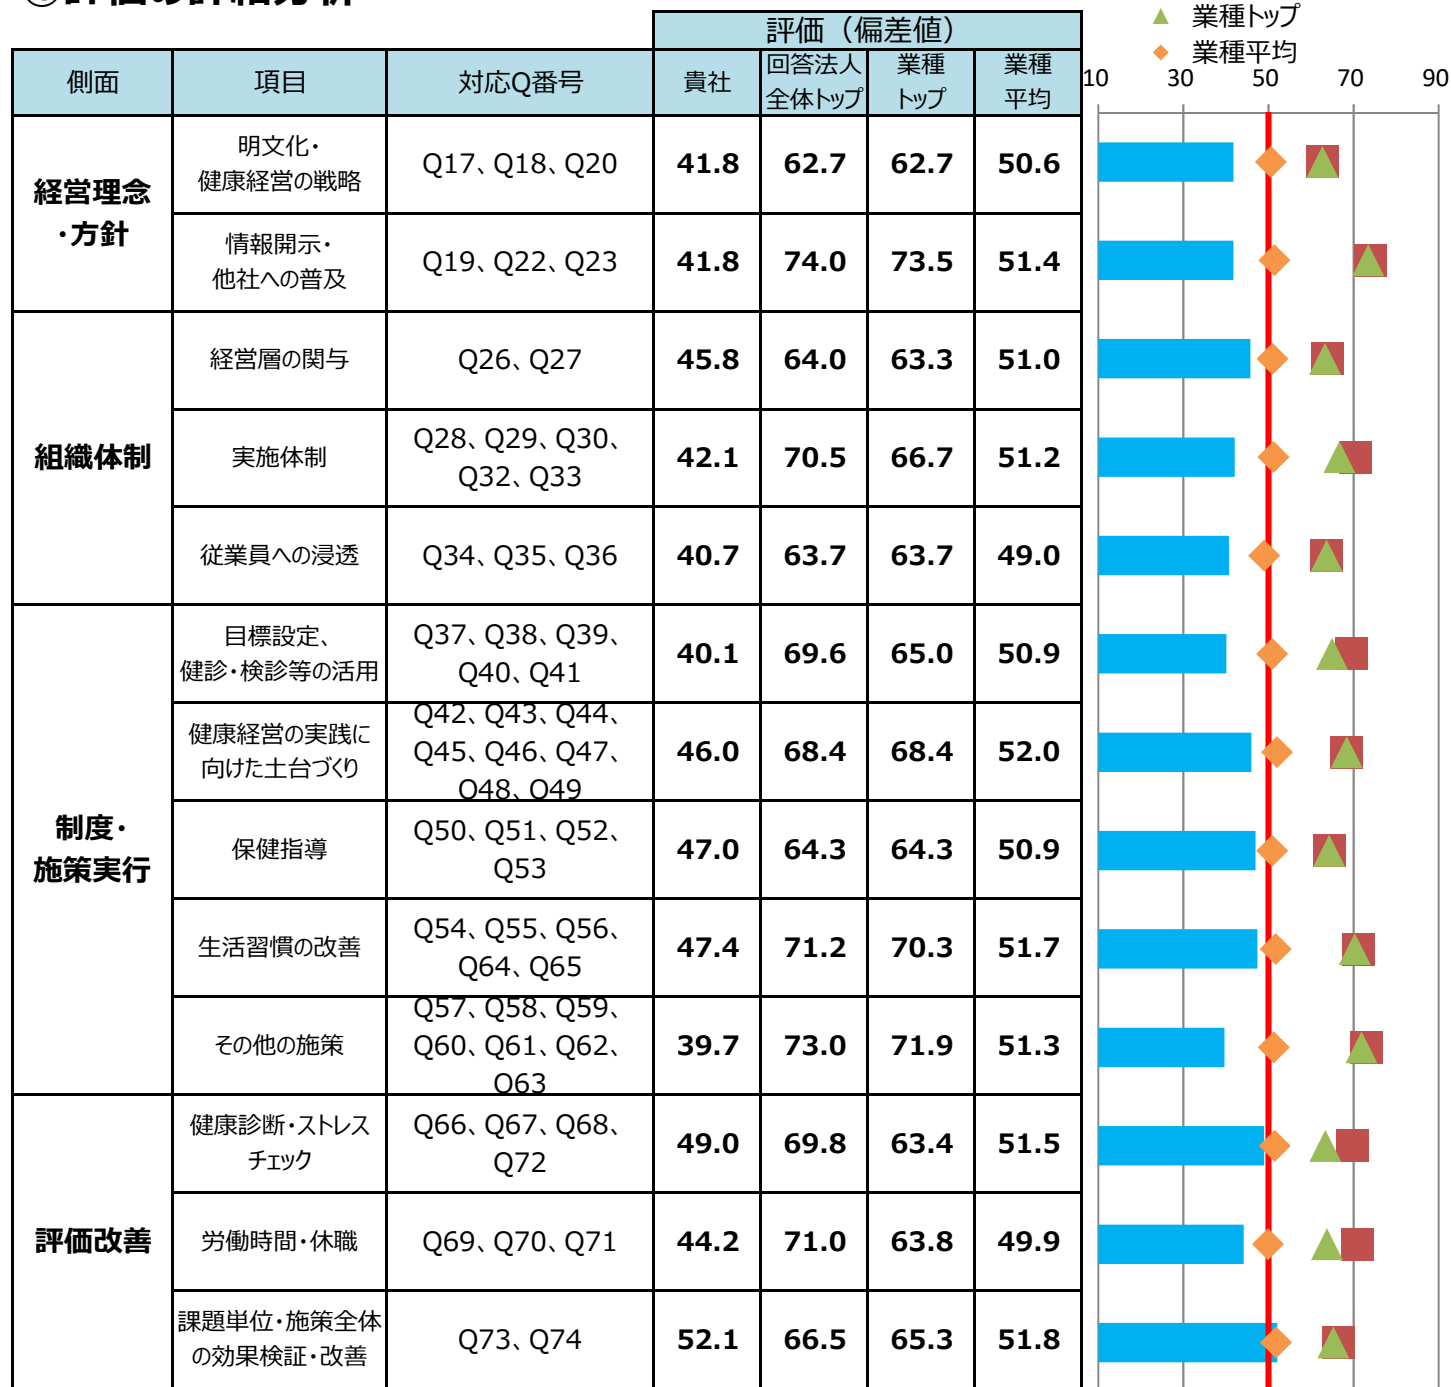 評価(偏差値)
▲ 業種トップ
◆ 業種平均
側面 項目 対応Q番号 貴社 回答法人 業種 業種
全体トップ トップ 平均
10 30 50 70 90
経営理念
・方針
明文化・
健康経営の戦略
Q17、Q18、Q20 41.8 62.7 62.7 50.6
情報開示・
他社への普及
Q19、Q22、Q23 41.8 74.0 73.5 51.4
組織体制
経営層の関与 Q26、Q27 45.8 64.0 63.3 51.0
実施体制
Q28、Q29、Q30、
Q32、Q33
42.1 70.5 66.7 51.2
従業員への浸透 Q34、Q35、Q36 40.7 63.7 63.7 49.0
制度・
施策実行
目標設定、
健診・検診等の活用
Q37、Q38、Q39、
Q40、Q41
40.1 69.6 65.0 50.9
健康経営の実践に
向けた土台づくり
Q42、Q43、Q44、
Q45、Q46、Q47、
Q48、Q49
46.0 68.4 68.4 52.0
保健指導
Q50、Q51、Q52、
Q53
47.0 64.3 64.3 50.9
生活習慣の改善
Q54、Q55、Q56、
Q64、Q65
47.4 71.2 70.3 51.7
その他の施策
Q57、Q58、Q59、
Q60、Q61、Q62、
Q63
39.7 73.0 71.9 51.3
評価改善
健康診断・ストレス
チェック
Q66、Q67、Q68、
Q72
49.0 69.8 63.4 51.5
労働時間・休職 Q69、Q70、Q71 44.2 71.0 63.8 49.9
課題単位・施策全体
の効果検証・改善
Q73、Q74 52.1 66.5 65.3 51.8